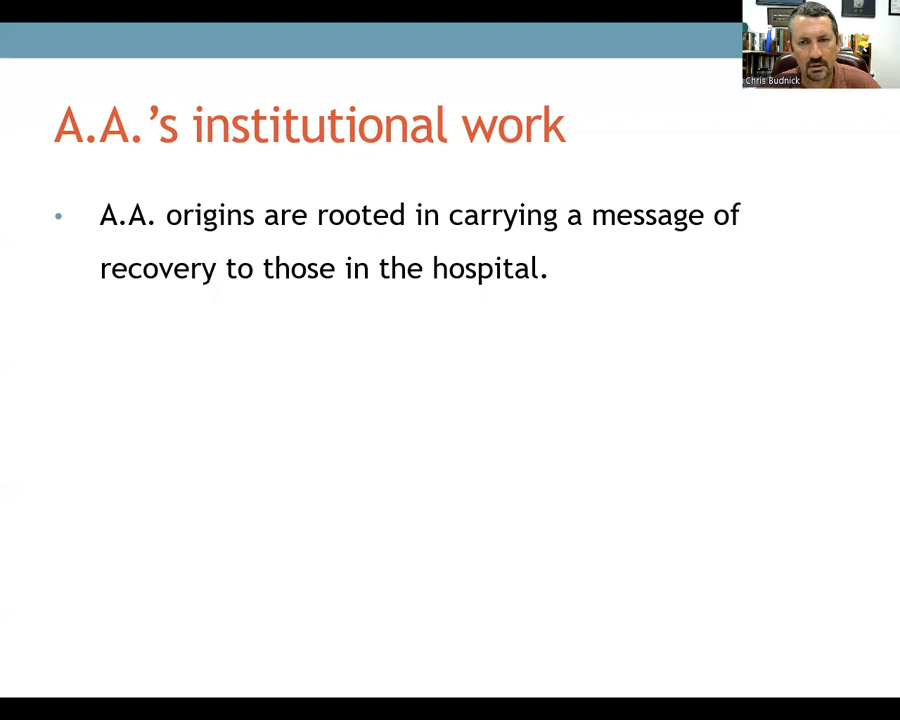 Chris Budnick
A.A.’s institutional work
• A.A. origins are rooted in carrying a message of
recovery to those in the hospital.